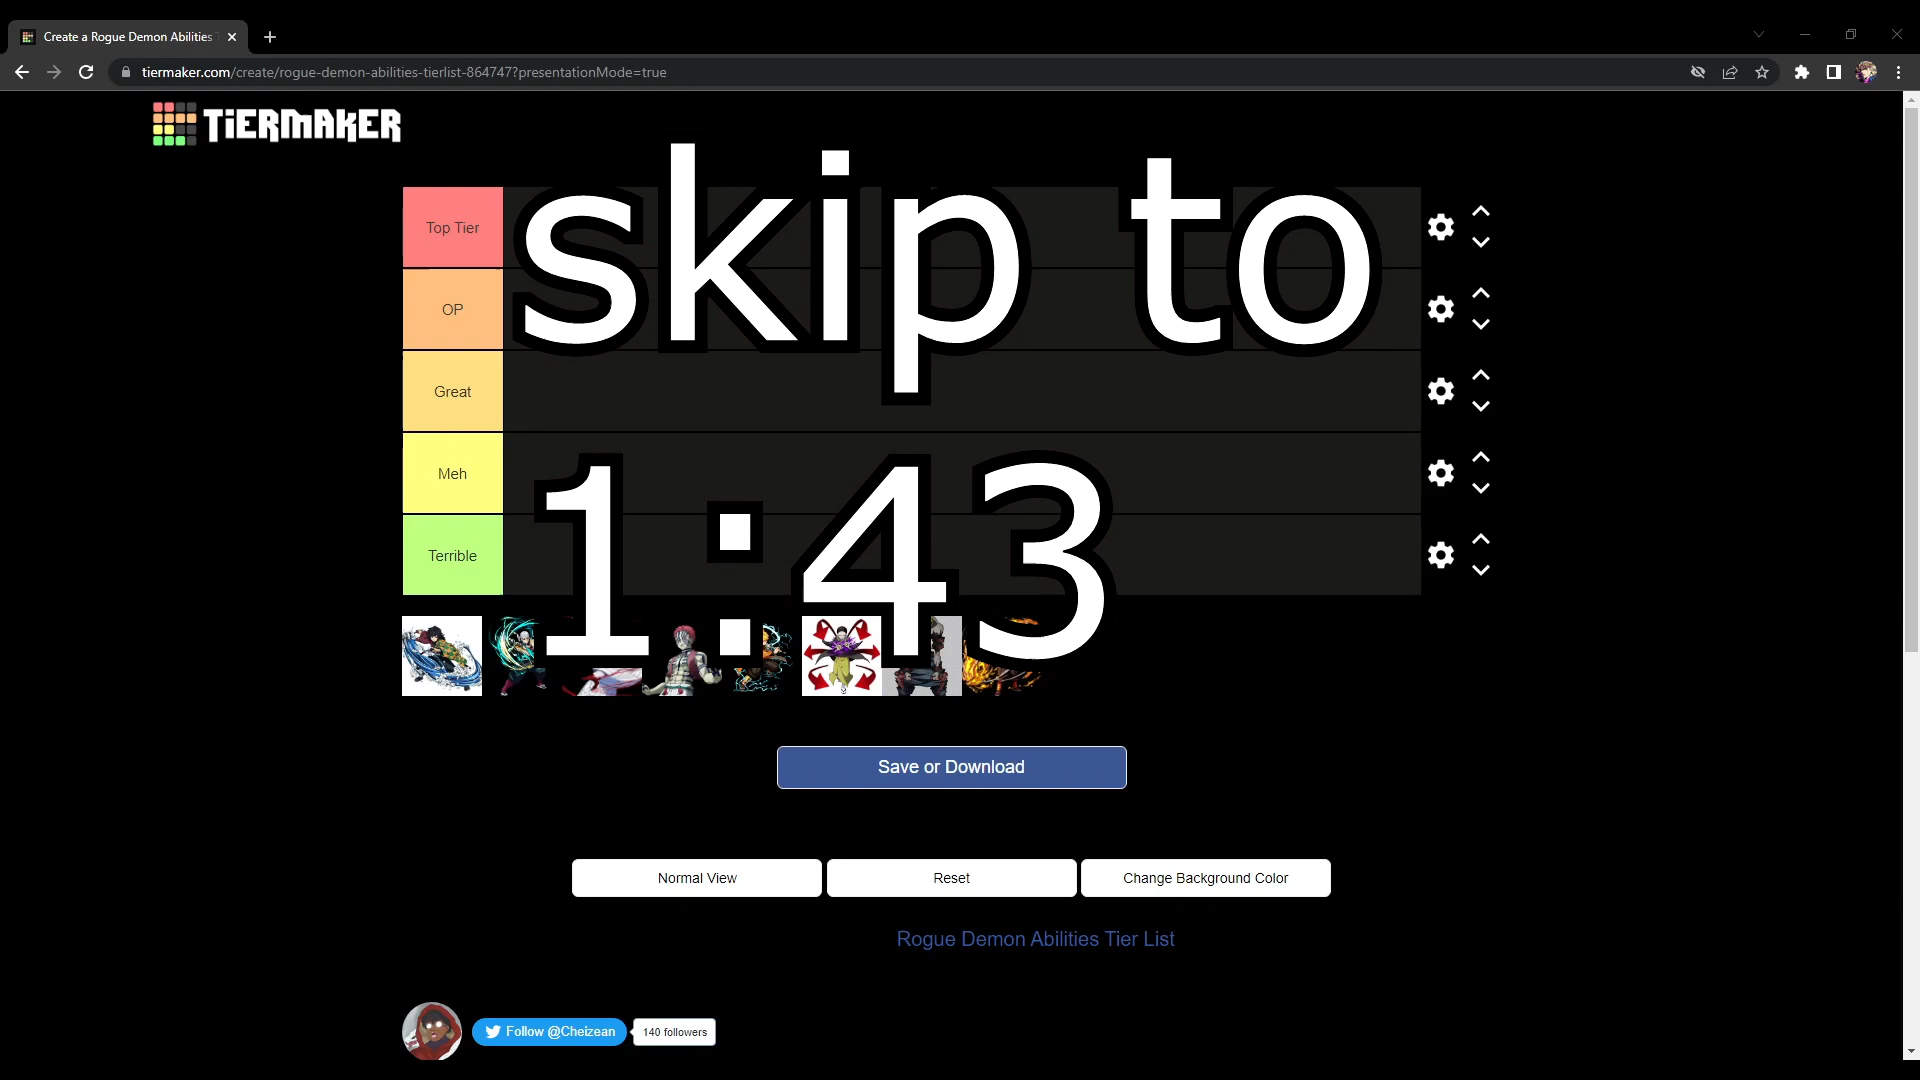 Create a Rogue Demon Abilities
tiermaker.com/create/rogue-demon-abilities-tierlist-864747?presentationMode=true
TiERMAKER
skip to
1:43
Top Tier
OP
Great
Meh
Terrible
Save or Download
Normal View
Reset
Change Background Color
Rogue Demon Abilities Tier List
Follow @Cheizean
140 followers